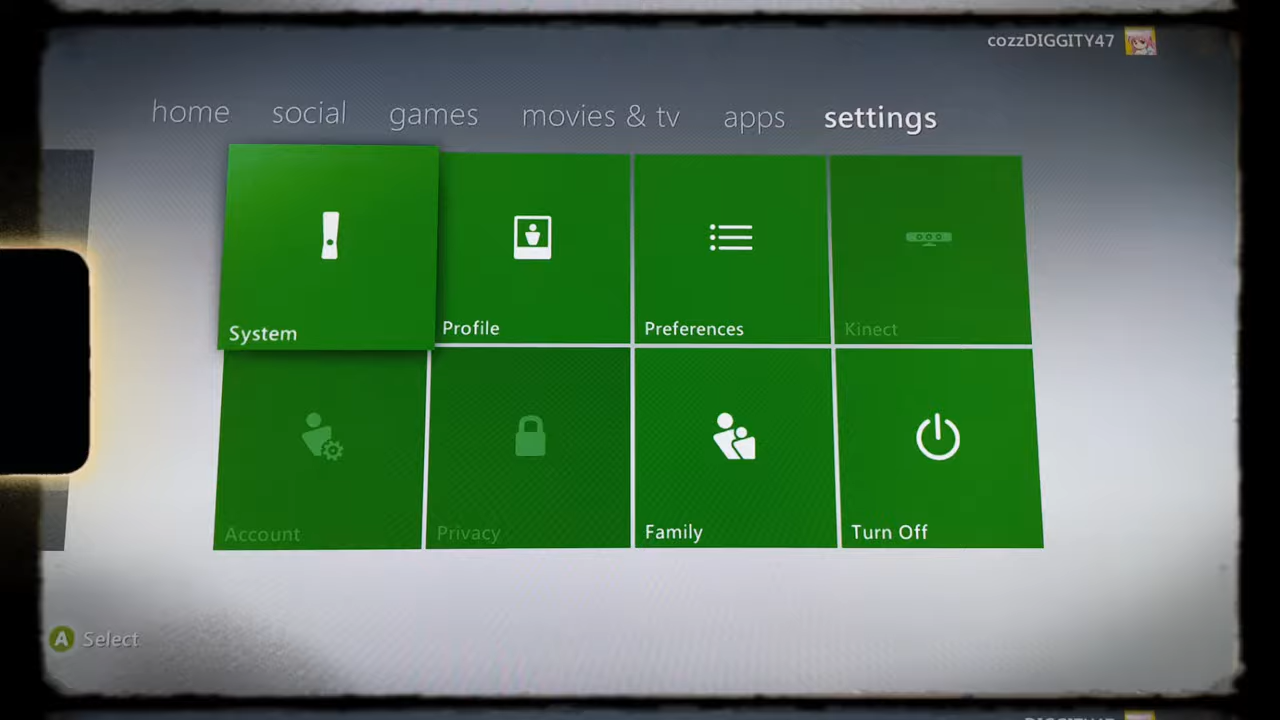 cozzDIGGITY47
home social games movies & tv apps settings
System Profile Preferences Kinect
Account Privacy Family Turn Off
A Select